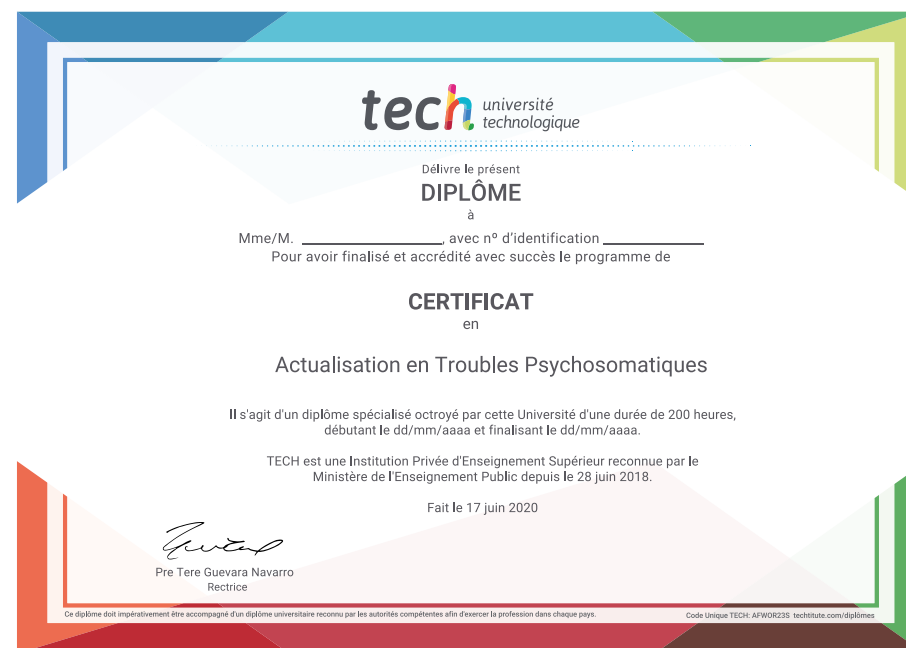 tech université
technologique
Délivre le présent
DIPLÔME
à
Mme/M. ____________________, avec nº d'identification ______________
Pour avoir finalisé et accrédité avec succès le programme de
CERTIFICAT
en
Actualisation en Troubles Psychosomatiques
Il s'agit d'un diplôme spécialisé octroyé par cette Université d'une durée de 200 heures,
débutant le dd/mm/aaaa et finalisant le dd/mm/aaaa.
TECH est une Institution Privée d'Enseignement Supérieur reconnue par le
Ministère de l'Enseignement Public depuis le 28 juin 2018.
Fait le 17 juin 2020
Pre Tere Guevara Navarro
Rectrice
Ce diplôme doit impérativement être accompagné d'un diplôme universitaire reconnu par les autorités compétentes afin d'exercer la profession dans chaque pays.
Code Unique TECH: AFWOR23S techtitute.com/diplômes